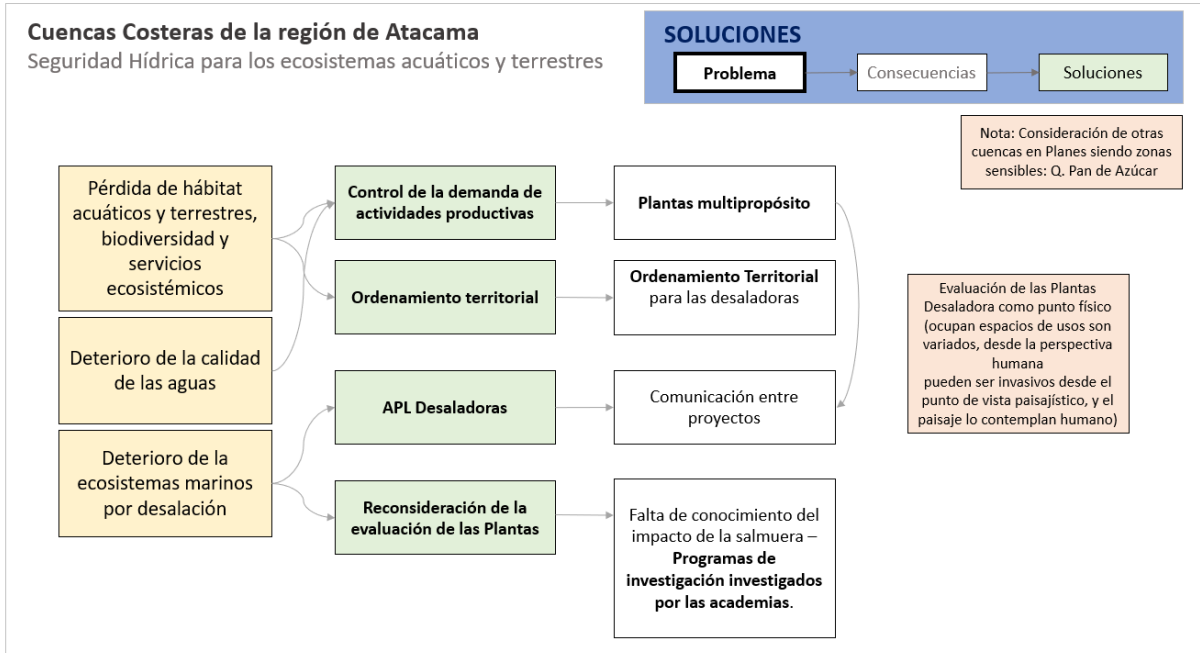 Cuencas Costeras de la región de Atacama
Seguridad Hídrica para los ecosistemas acuáticos y terrestres
SOLUCIONES
Problema
Consecuencias
Soluciones
Nota: Consideración de otras
cuencas en Planes siendo zonas
sensibles: Q. Pan de Azúcar
Pérdida de hábitat
acuáticos y terrestres,
biodiversidad y
servicios
ecosistémicos
Deterioro de la calidad
de las aguas
Deterioro de la
ecosistemas marinos
por desalación
Control de la demanda de
actividades productivas
Ordenamiento territorial
APL Desaladoras
Reconsideración de la
evaluación de las Plantas
Plantas multipropósito
Ordenamiento Territorial
para las desaladoras
Comunicación entre
proyectos
Falta de conocimiento del
impacto de la salmuera –
Programas de
investigación investigados
por las academias.
Evaluación de las Plantas
Desaladora como punto físico
(ocupan espacios de usos son
variados, desde la perspectiva
humana
pueden ser invasivos desde el
punto de vista paisajístico, y el
paisaje lo contemplan humano)